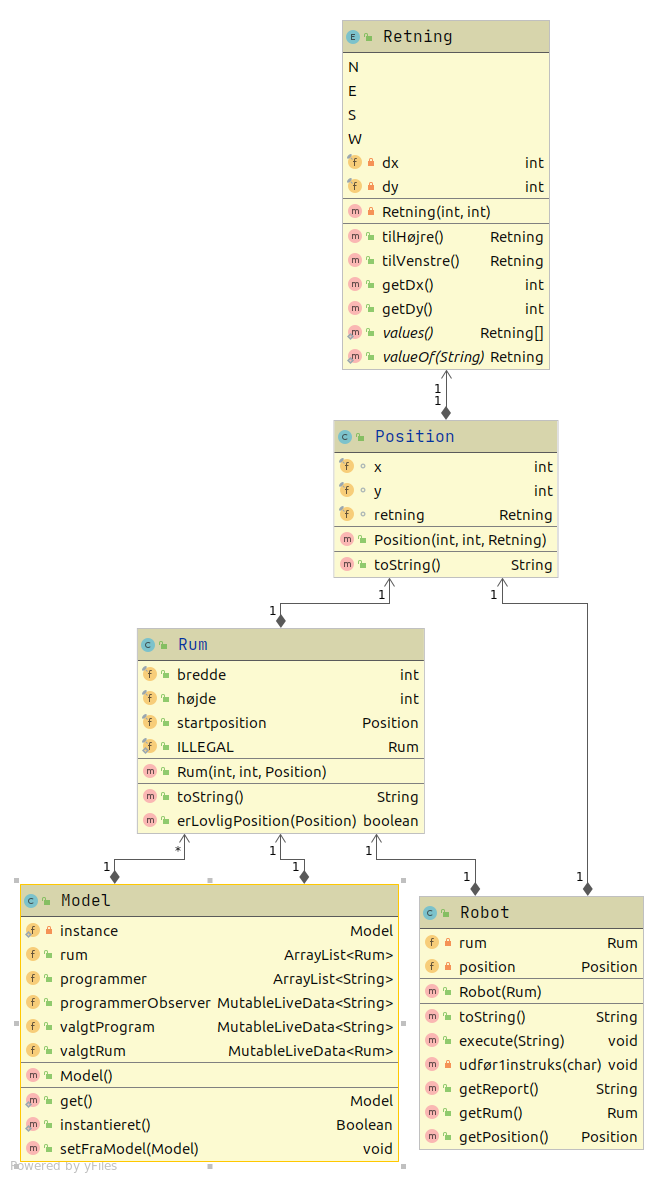 Retning
N
E
S
W
dx int
dy int
Retning(int, int)
tilHøjre() Retning
tilVenstre() Retning
getDx() int
getDy() int
values() Retning[]
valueOf(String) Retning
1
1
Position
x int
y int
retning Retning
Position(int, int, Retning)
toString() String
1 1
1
Rum
bredde int
højde int
startposition Position
ILLEGAL Rum
Rum(int, int, Position)
toString() String
erLovligPosition(Position) boolean
* 1 1
1 1 1 1
Model
instance Model
rum ArrayList<Rum>
programmer ArrayList<String>
programmerObserver MutableLiveData<String>
valgtProgram MutableLiveData<String>
valgtRum MutableLiveData<Rum>
Model()
get() Model
instantieret() Boolean
setFraModel(Model) void
Robot
rum Rum
position Position
Robot(Rum)
toString() String
execute(String) void
udfør1instruks(char) void
getReport() String
getRum() Rum
getPosition() Position
Powered by yFiles